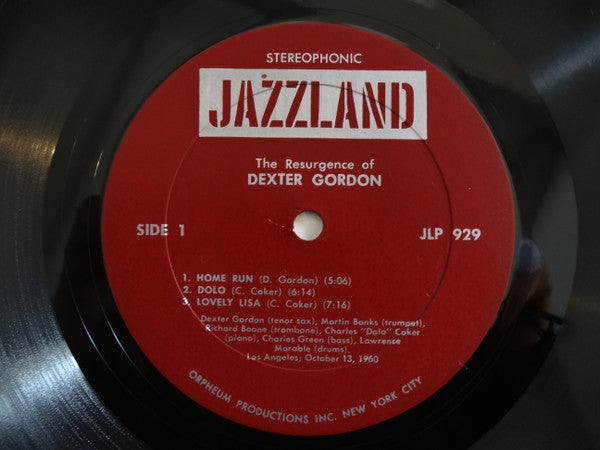 STEREOPHONIC
JAZZLAND
The Resurgence of
DEXTER GORDON
SIDE 1
JLP 929
1. HOME RUN (D. Gordon) (5:06)
2. DOLO (C. Coker) (6:14)
3. LOVELY LISA (C. Coker) (7:16)
Dexter Gordon (tenor sax), Martin Banks (trumpet),
Richard Boone (trombone), Charles "Dolo" Coker
(piano), Charles Green (bass), Lawrence
Marable (drums).
Los Angeles; October 13, 1960
ORPHEUM PRODUCTIONS INC. NEW YORK CITY